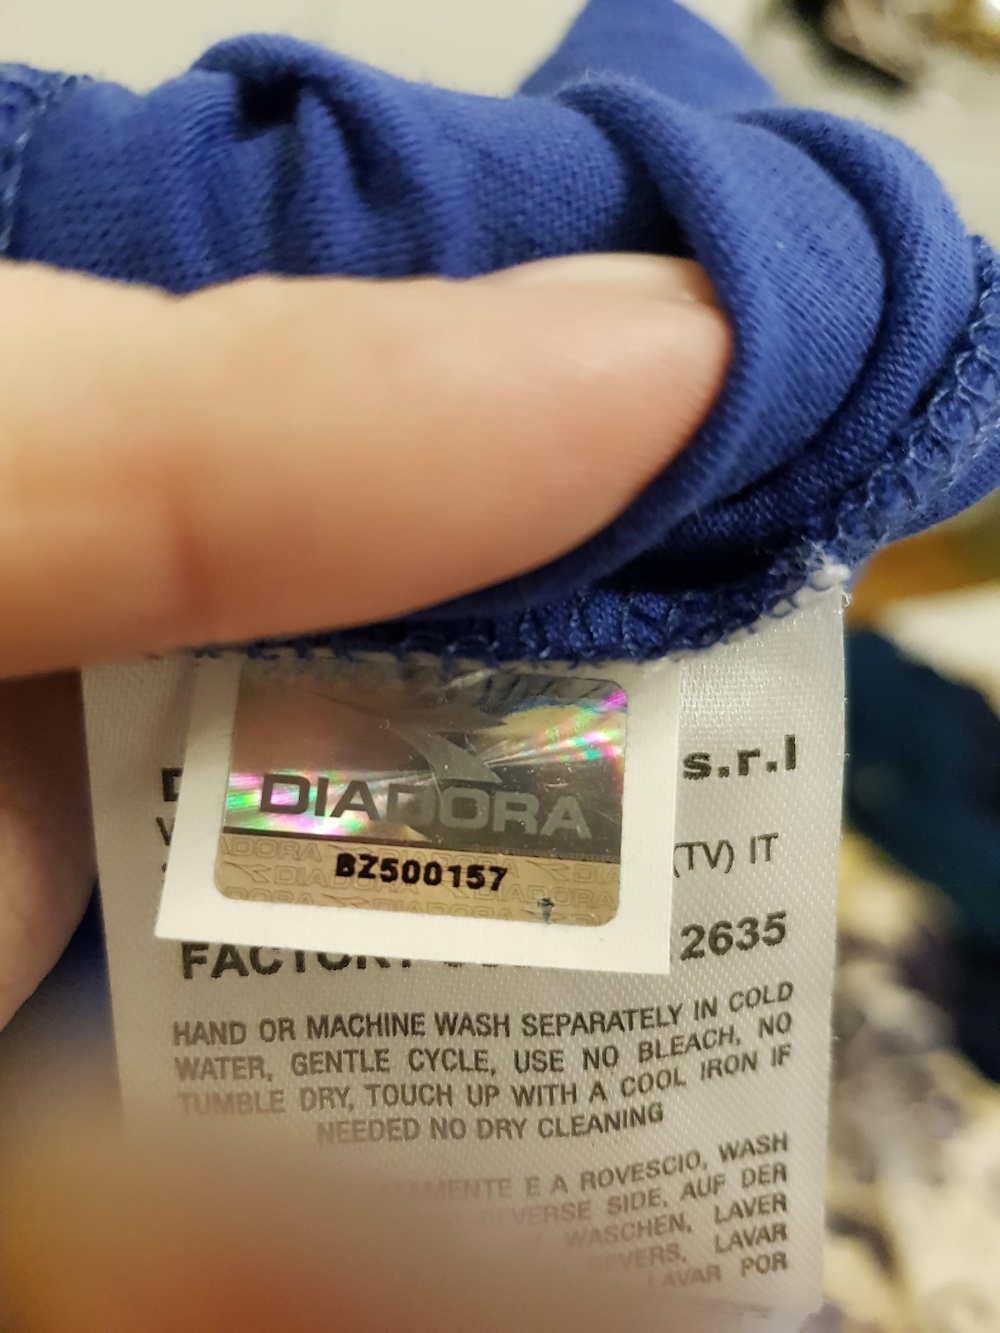 DIADORA
BZ500157
s.r.l
(TV) IT
FACTORY
2635
HAND OR MACHINE WASH SEPARATELY IN COLD
WATER, GENTLE CYCLE, USE NO BLEACH, NO
TUMBLE DRY, TOUCH UP WITH A COOL IRON IF
NEEDED NO DRY CLEANING
E A ROVESCIO, WASH
REVERSE SIDE, AUF DER
WASCHEN, LAVER
LAVAR
LAVAR POR